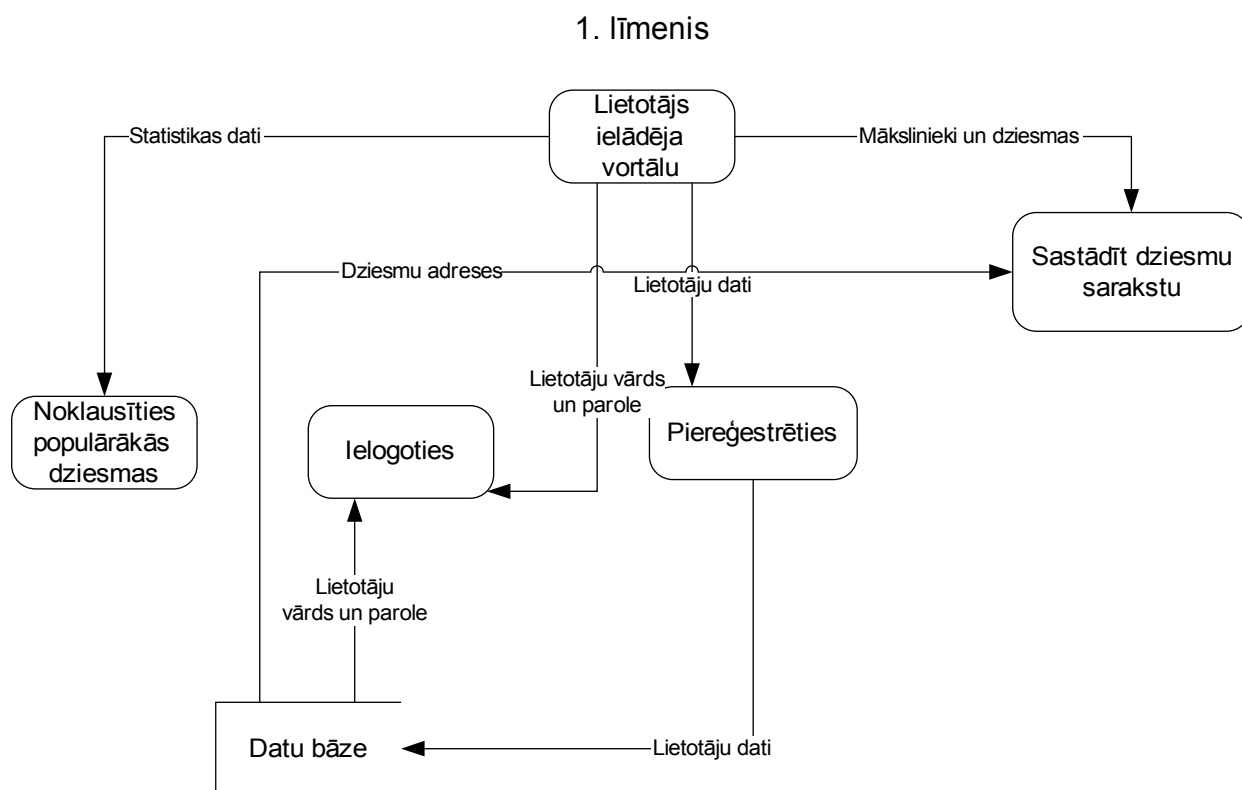 1. līmenis
Lietotājs
ielādēja
vortālu
Statistikas dati
Mākslinieki un dziesmas
Sastādīt dziesmu
sarakstu
Dziesmu adreses
Lietotāju dati
Lietotāju vārds
un parole
Noklausīties
populārākās
dziesmas
Ielogoties
Piereģestrēties
Lietotāju
vārds un parole
Datu bāze
Lietotāju dati